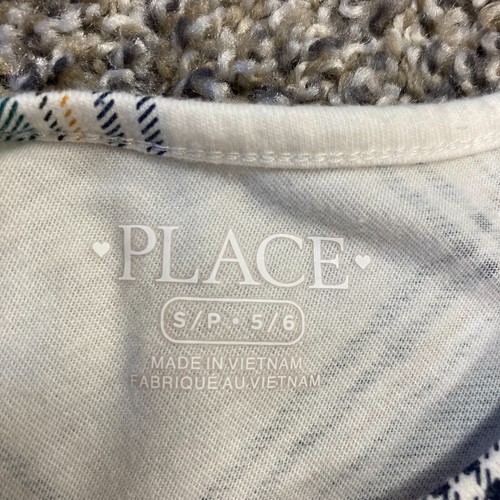 PLACE
S/P • 5/6
MADE IN VIETNAM
FABRIQUÉ AU VIETNAM